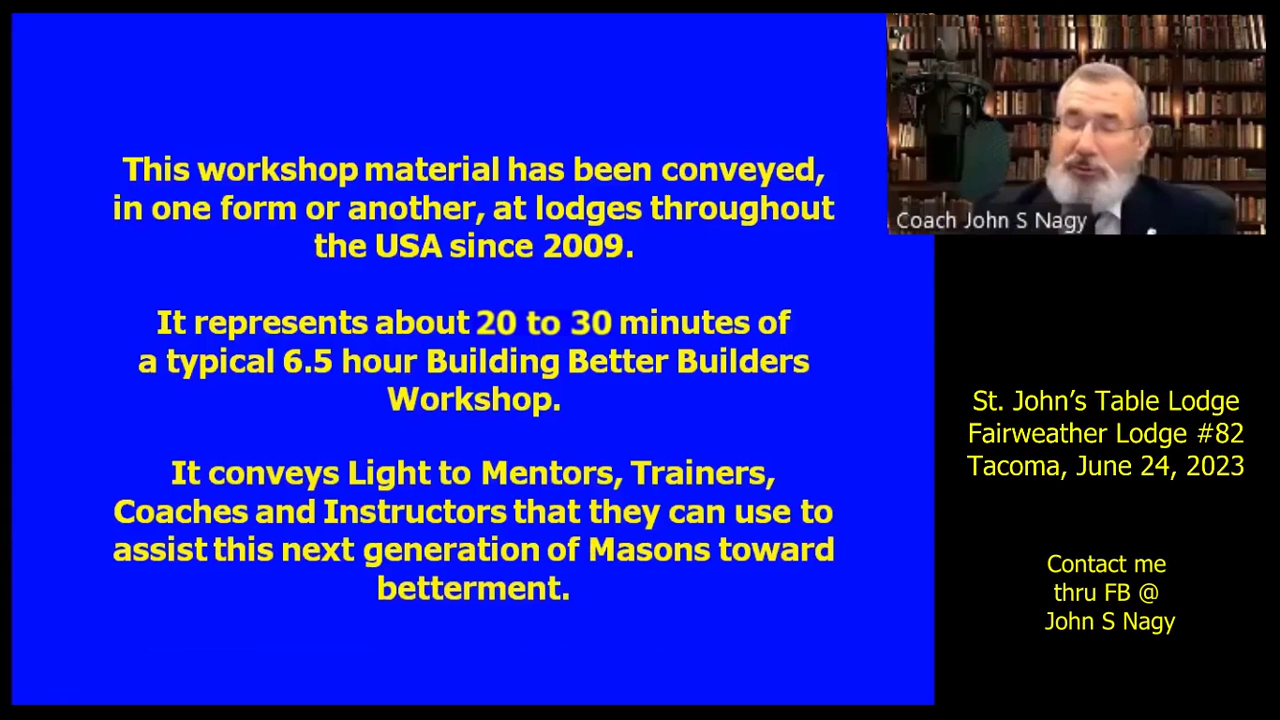 This workshop material has been conveyed,
in one form or another, at lodges throughout
the USA since 2009.
It represents about 20 to 30 minutes of
a typical 6.5 hour Building Better Builders
Workshop.
It conveys Light to Mentors, Trainers,
Coaches and Instructors that they can use to
assist this next generation of Masons toward
betterment.
Coach John S Nagy
St. John’s Table Lodge
Fairweather Lodge #82
Tacoma, June 24, 2023
Contact me
thru FB @
John S Nagy